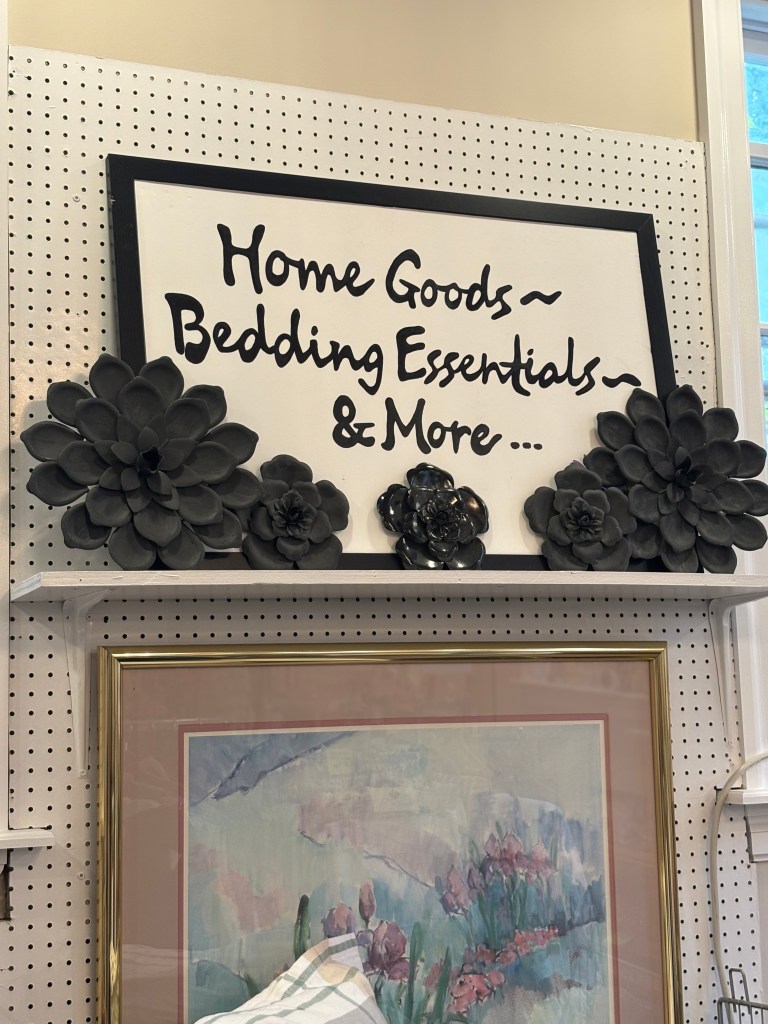 Home Goods ~
Bedding Essentials ~
& More ...